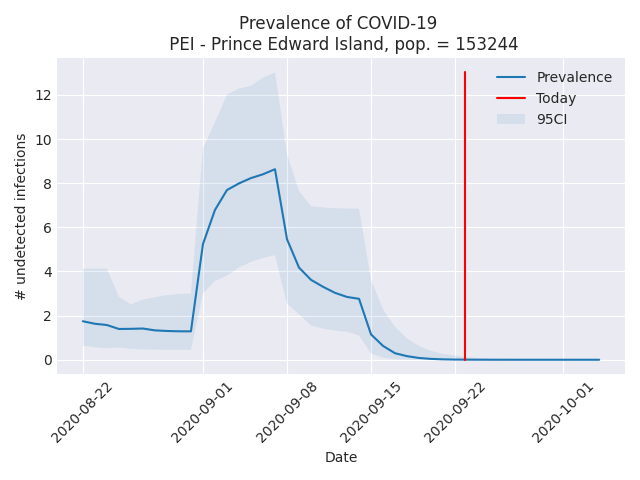 Prevalence of COVID-19
PEI - Prince Edward Island, pop. = 153244
Prevalence
Today
95CI
# undetected infections
12
10
8
6
4
2
0
2020-08-22
2020-09-01
2020-09-08
2020-09-15
2020-09-22
2020-10-01
Date